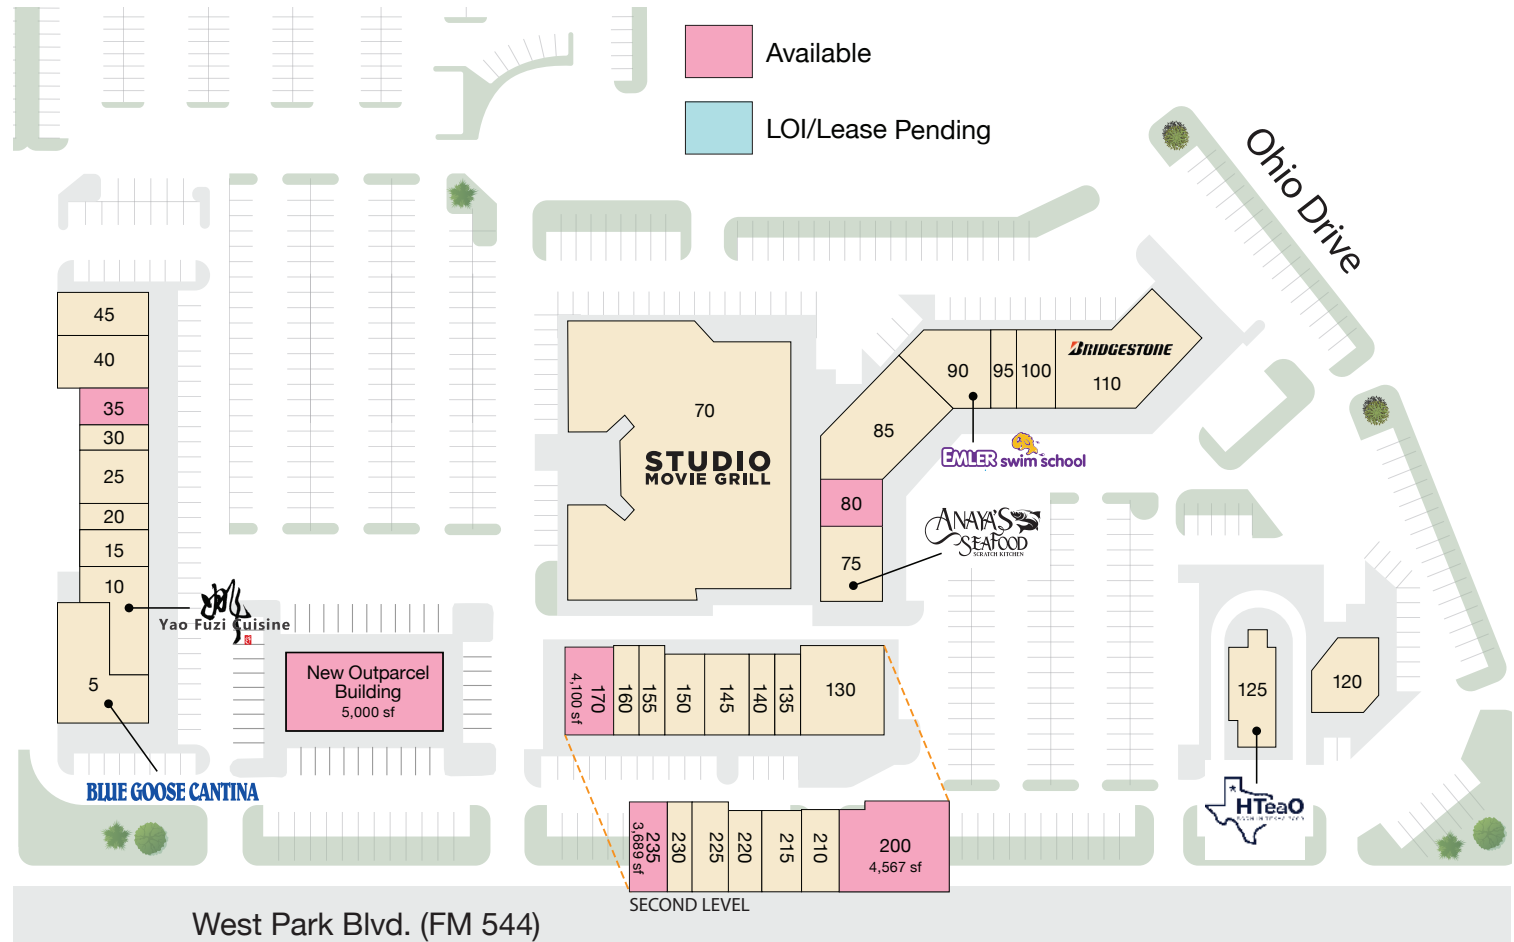 Available
LOI/Lease Pending
Ohio Drive
45
40
35
30
25
20
15
10
Yao Fuzi Cuisine
5
BLUE GOOSE CANTINA
New Outparcel
Building
5,000 sf
70
STUDIO
MOVIE GRILL
90
95
100
BRIDGESTONE
110
85
EMLER swim school
80
ANAYA'S
SEAFOOD
SCRATCH KITCHEN
75
170
4,100 sf
160
155
150
145
140
135
130
125
120
HTeaO
235
3,689 sf
230
225
220
215
210
200
4,567 sf
SECOND LEVEL
West Park Blvd. (FM 544)